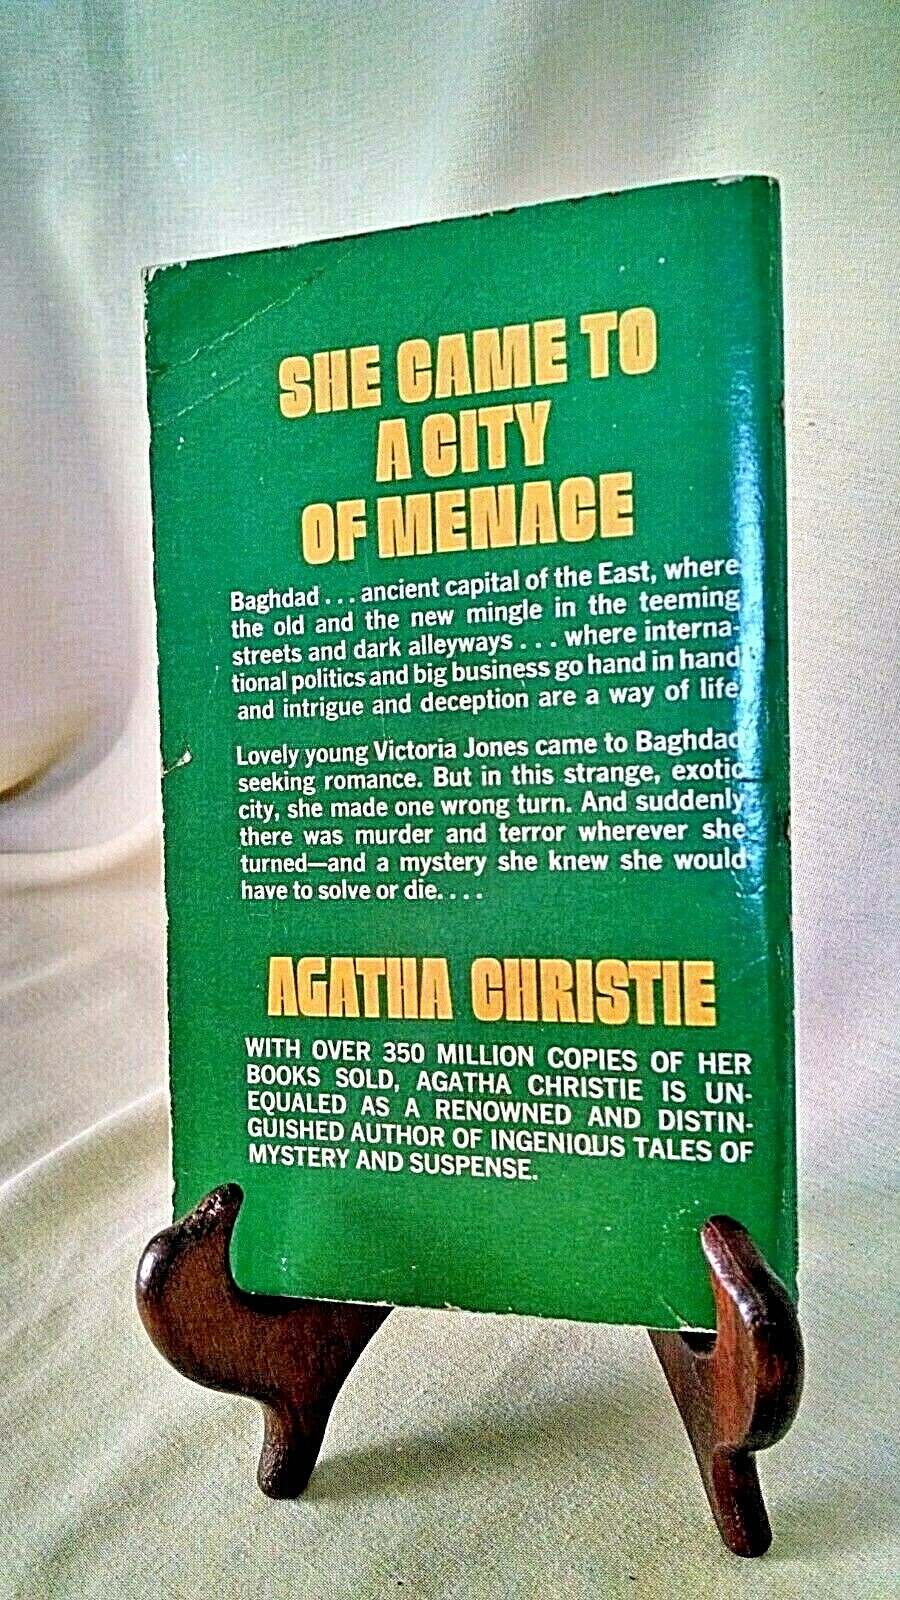 SHE CAME TO
A CITY
OF MENACE
Baghdad . . . ancient capital of the East, where
the old and the new mingle in the teeming
streets and dark alleyways . . . where interna-
tional politics and big business go hand in hand
and intrigue and deception are a way of life
Lovely young Victoria Jones came to Baghdad
seeking romance. But in this strange, exotic
city, she made one wrong turn. And suddenly
there was murder and terror wherever she
turned—and a mystery she knew she would
have to solve or die. . . .
AGATHA CHRISTIE
WITH OVER 350 MILLION COPIES OF HER
BOOKS SOLD, AGATHA CHRISTIE IS UN-
EQUALED AS A RENOWNED AND DISTIN-
GUISHED AUTHOR OF INGENIOUS TALES OF
MYSTERY AND SUSPENSE.